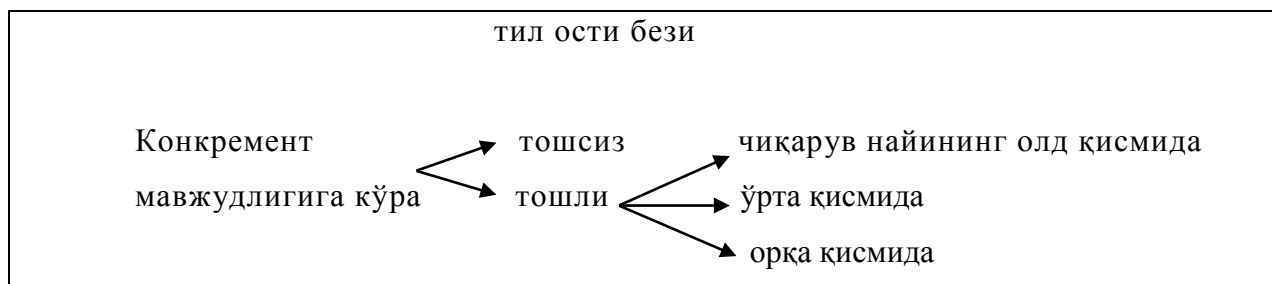 тил ости бези
Конкремент тошсиз чиқарув найининг олд қисмида
мавжудлигига кўра тошли ўрта қисмида
орқа қисмида